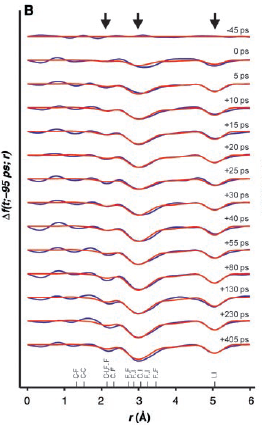 B
Δf(t;−95 ps; r)
-45 ps
0 ps
5 ps
+10 ps
+15 ps
+20 ps
+25 ps
+30 ps
+40 ps
+55 ps
+80 ps
+130 ps
+230 ps
+405 ps
C-F
C-C
0 1 2 3 4 5 6
r (Å)